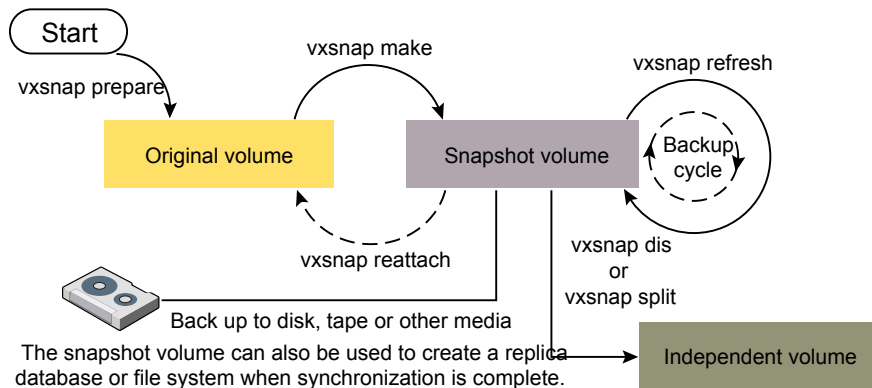 Start
vxsnap prepare
vxsnap make
vxsnap refresh
Original volume
Snapshot volume
Backup
cycle
vxsnap reattach
vxsnap dis
or
vxsnap split
Back up to disk, tape or other media
The snapshot volume can also be used to create a replica
database or file system when synchronization is complete.
Independent volume